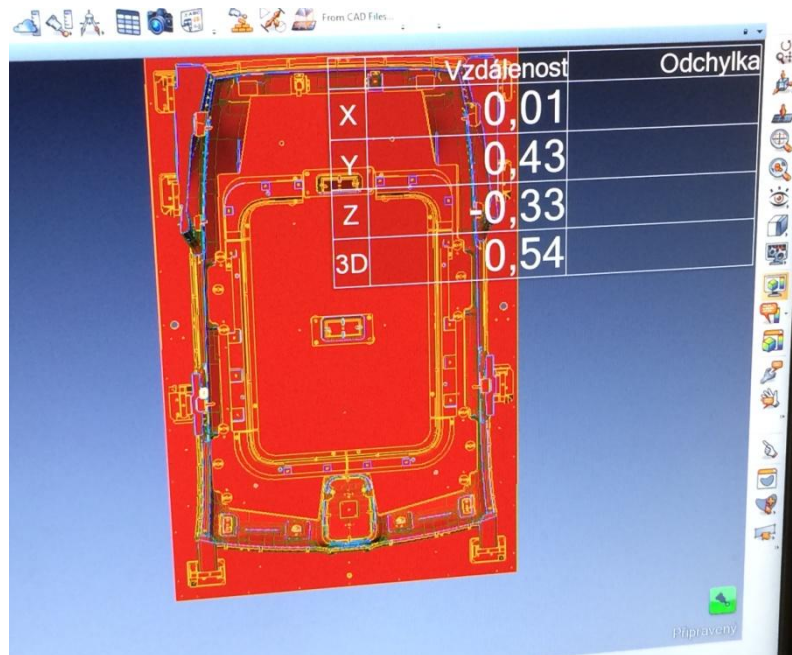 From CAD Files...
Vzdálenost Odchylka
X 0,01
Y 0,43
Z -0,33
3D 0,54
Připravený